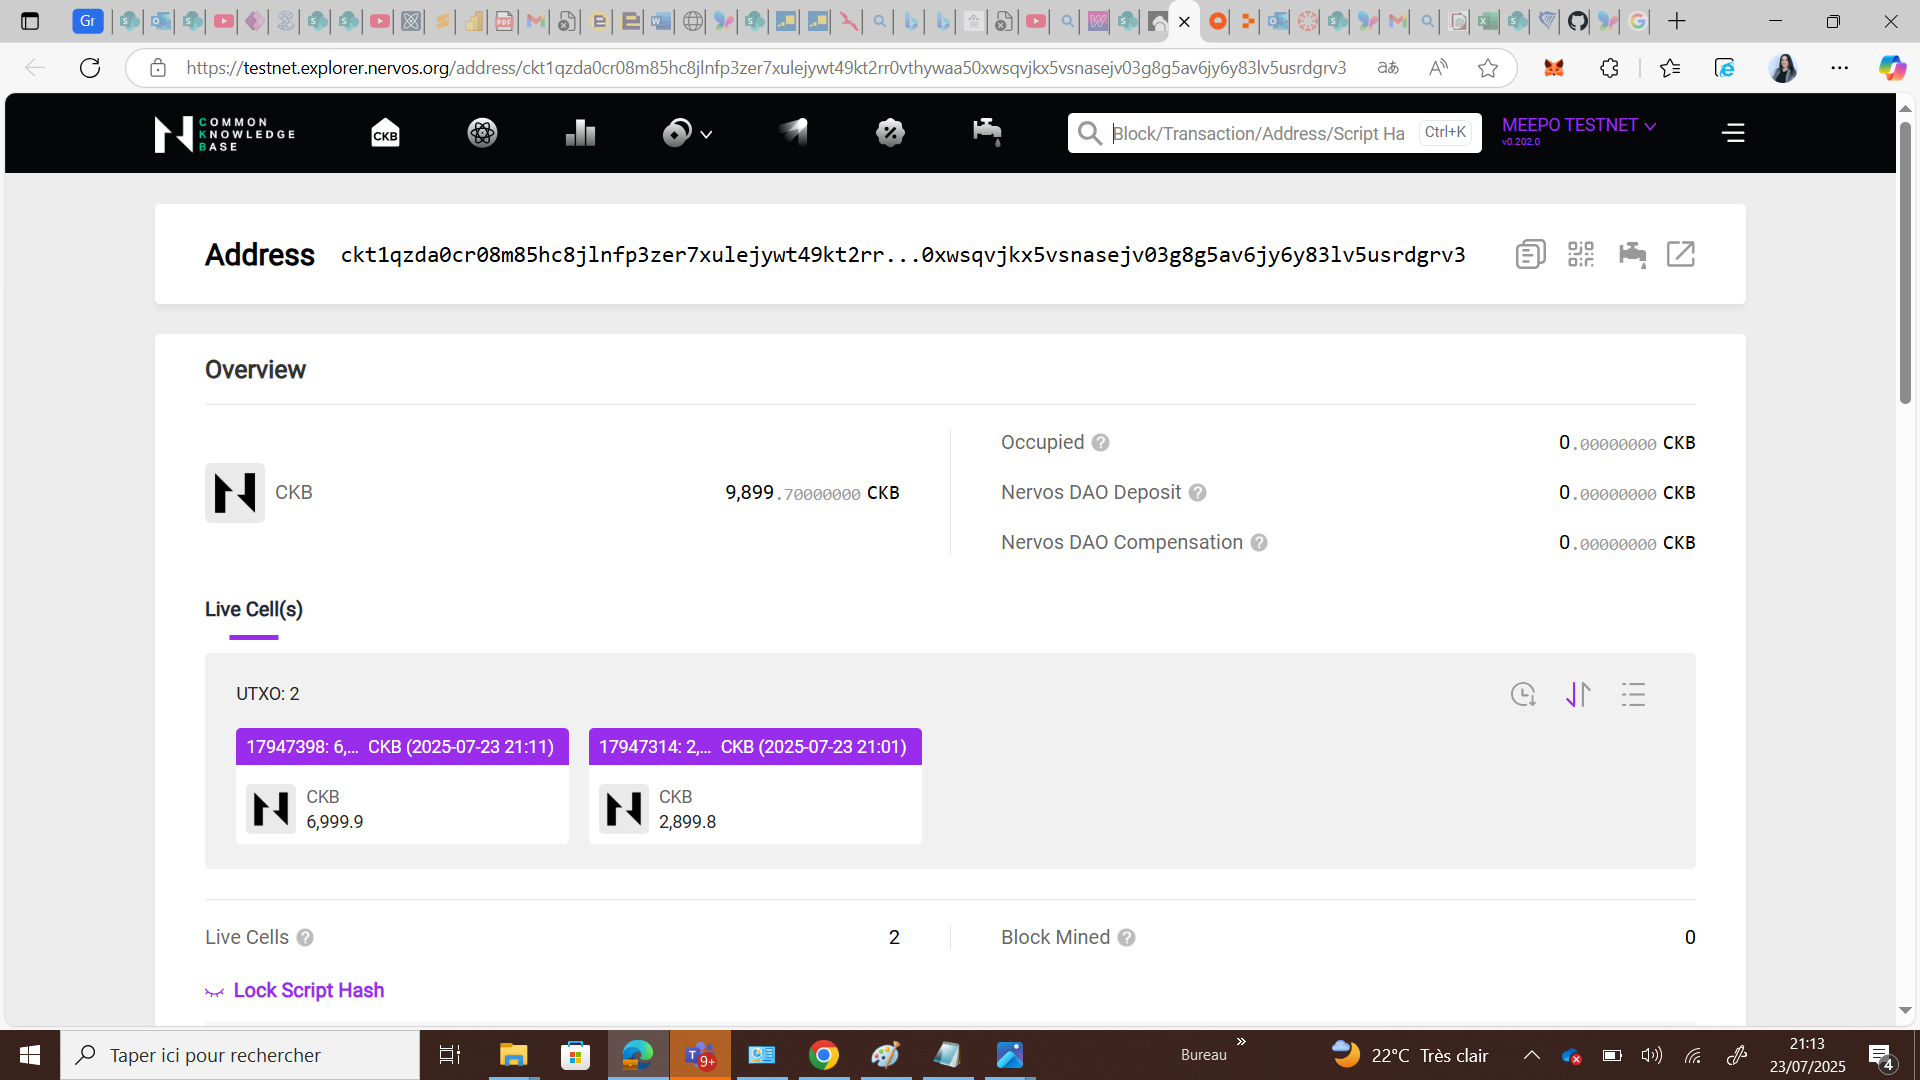 Gr
https://testnet.explorer.nervos.org/address/ckt1qzda0cr08m85hc8jlnfp3zer7xulejywt49kt2rr0vthywaa50xwsqvjkx5vsnasejv03g8g5av6jy6y83lv5usrdgrv3
COMMON
KNOWLEDGE
BASE
CKB
Block/Transaction/Address/Script Ha
Ctrl+K
MEEPO TESTNET
v0.202.0
Address
ckt1qzda0cr08m85hc8jlnfp3zer7xulejywt49kt2rr...0xwsqvjkx5vsnasejv03g8g5av6jy6y83lv5usrdgrv3
Overview
CKB
9,899.70000000 CKB
Occupied ?
0.00000000 CKB
Nervos DAO Deposit ?
0.00000000 CKB
Nervos DAO Compensation ?
0.00000000 CKB
Live Cell(s)
UTXO: 2
17947398: 6,... CKB (2025-07-23 21:11)
CKB
6,999.9
17947314: 2,... CKB (2025-07-23 21:01)
CKB
2,899.8
Live Cells ?
2
Block Mined ?
0
Lock Script Hash
Taper ici pour rechercher
9+
Bureau
22°C Très clair
21:13
23/07/2025
4